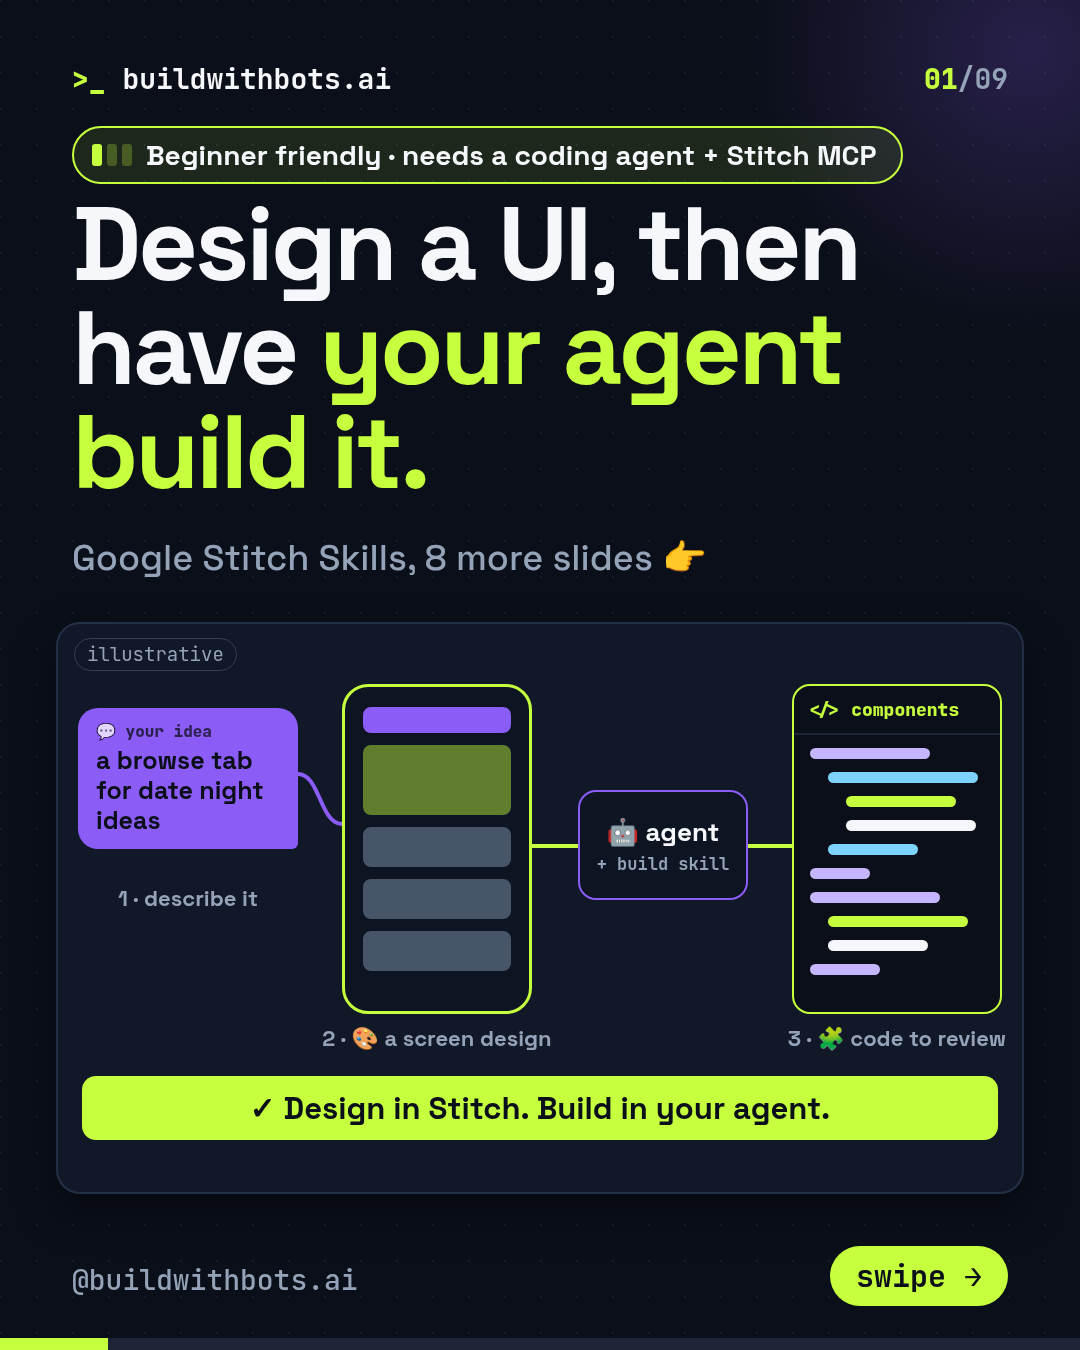 >_ buildwithbots.ai
01/09
Beginner friendly · needs a coding agent + Stitch MCP
Design a UI, then
have your agent
build it.
Google Stitch Skills, 8 more slides 👉
illustrative
💬 your idea
a browse tab
for date night
ideas
1 · describe it
2 · 🎨 a screen design
🤖 agent
+ build skill
</> components
3 · 🧩 code to review
✓ Design in Stitch. Build in your agent.
@buildwithbots.ai
swipe →